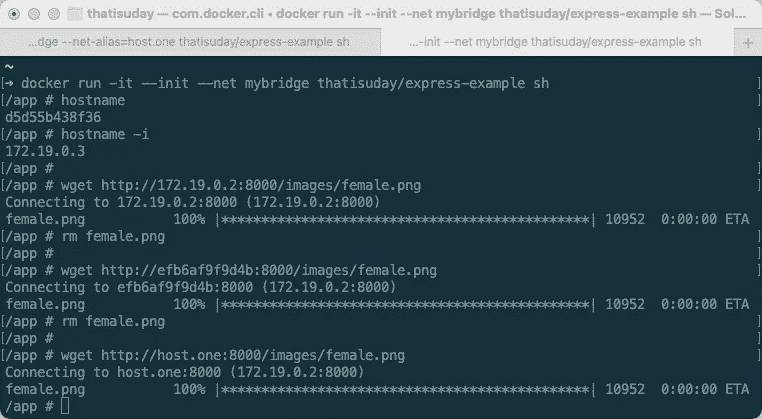 thatisuday — com.docker.cli • docker run -it --init --net mybridge thatisuday/express-example sh — Sol...
...dge --net-alias=host.one thatisuday/express-example sh
...-init --net mybridge thatisuday/express-example sh
+
~
[➜ docker run -it --init --net mybridge thatisuday/express-example sh ]
[/app # hostname ]
d5d55b438f36
[/app # hostname -i ]
172.19.0.3
[/app # ]
[/app # wget http://172.19.0.2:8000/images/female.png ]
Connecting to 172.19.0.2:8000 (172.19.0.2:8000)
female.png 100% |***********************************************| 10952 0:00:00 ETA
[/app # rm female.png ]
[/app # ]
[/app # wget http://efb6af9f9d4b:8000/images/female.png ]
Connecting to efb6af9f9d4b:8000 (172.19.0.2:8000)
female.png 100% |***********************************************| 10952 0:00:00 ETA
[/app # rm female.png ]
[/app # ]
[/app # wget http://host.one:8000/images/female.png ]
Connecting to host.one:8000 (172.19.0.2:8000)
female.png 100% |***********************************************| 10952 0:00:00 ETA
/app #